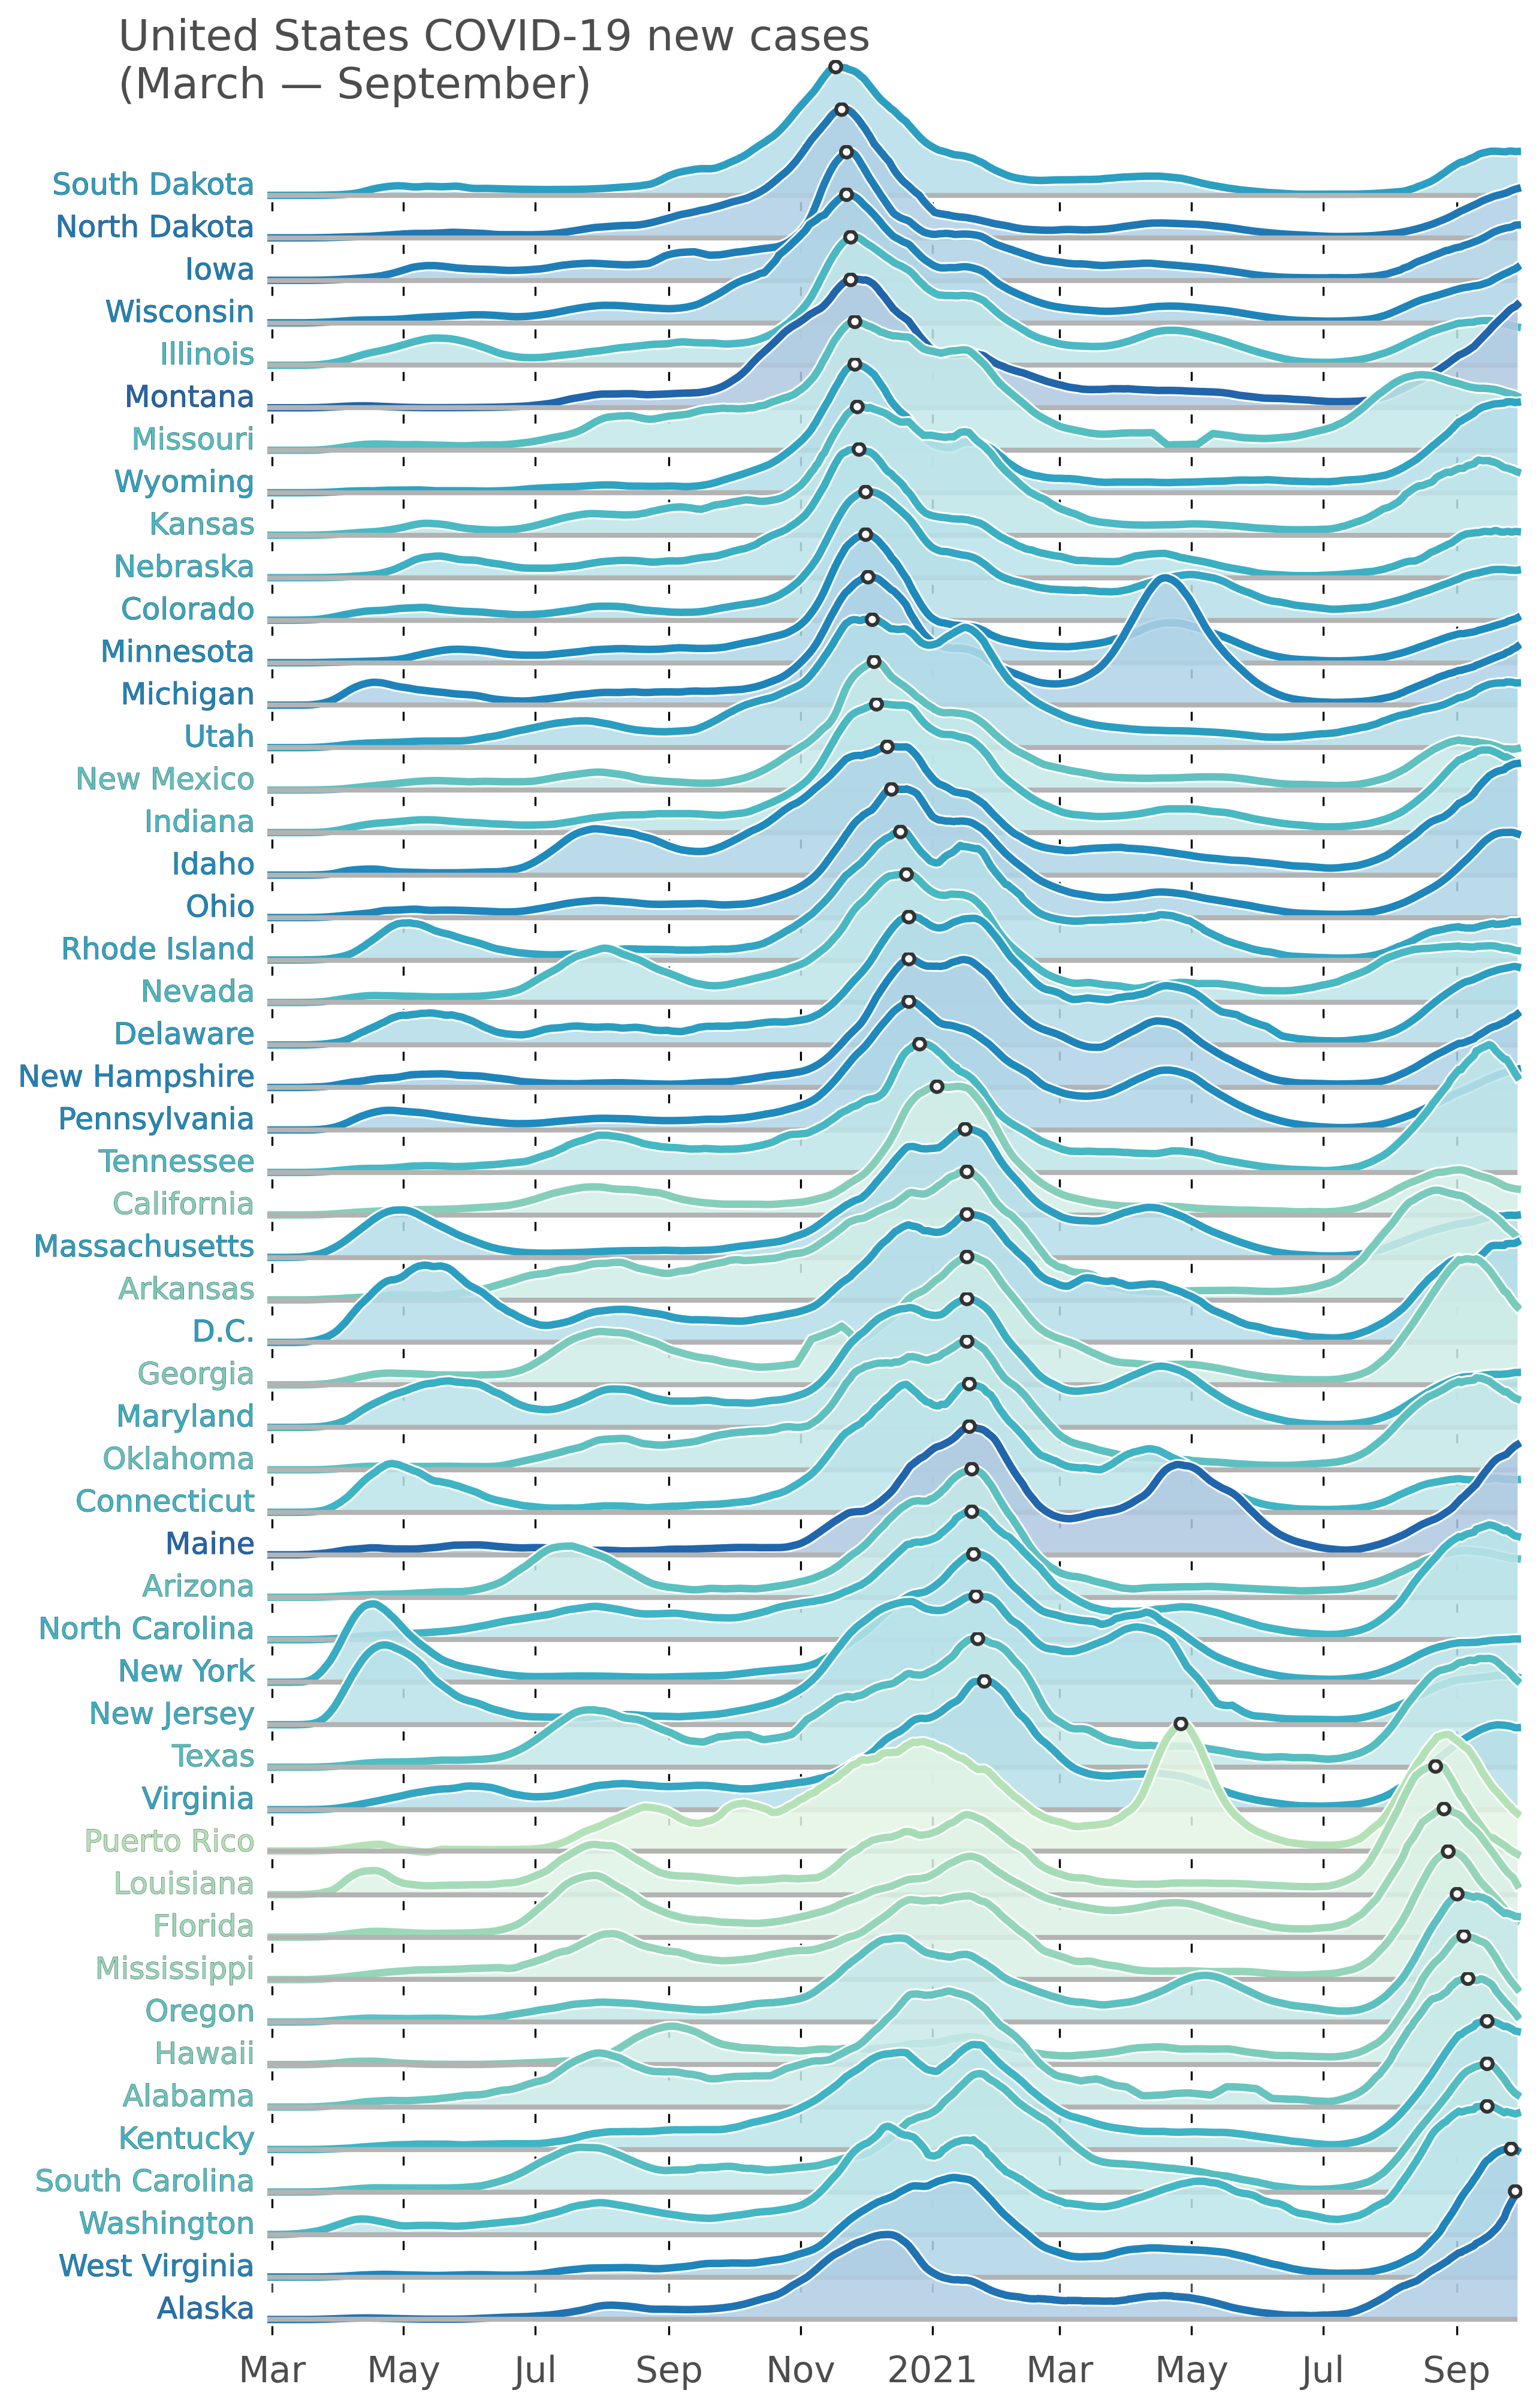 United States COVID-19 new cases
(March — September)
South Dakota
North Dakota
Iowa
Wisconsin
Illinois
Montana
Missouri
Wyoming
Kansas
Nebraska
Colorado
Minnesota
Michigan
Utah
New Mexico
Indiana
Idaho
Ohio
Rhode Island
Nevada
Delaware
New Hampshire
Pennsylvania
Tennessee
California
Massachusetts
Arkansas
D.C.
Georgia
Maryland
Oklahoma
Connecticut
Maine
Arizona
North Carolina
New York
New Jersey
Texas
Virginia
Puerto Rico
Louisiana
Florida
Mississippi
Oregon
Hawaii
Alabama
Kentucky
South Carolina
Washington
West Virginia
Alaska
Mar May Jul Sep Nov 2021 Mar May Jul Sep